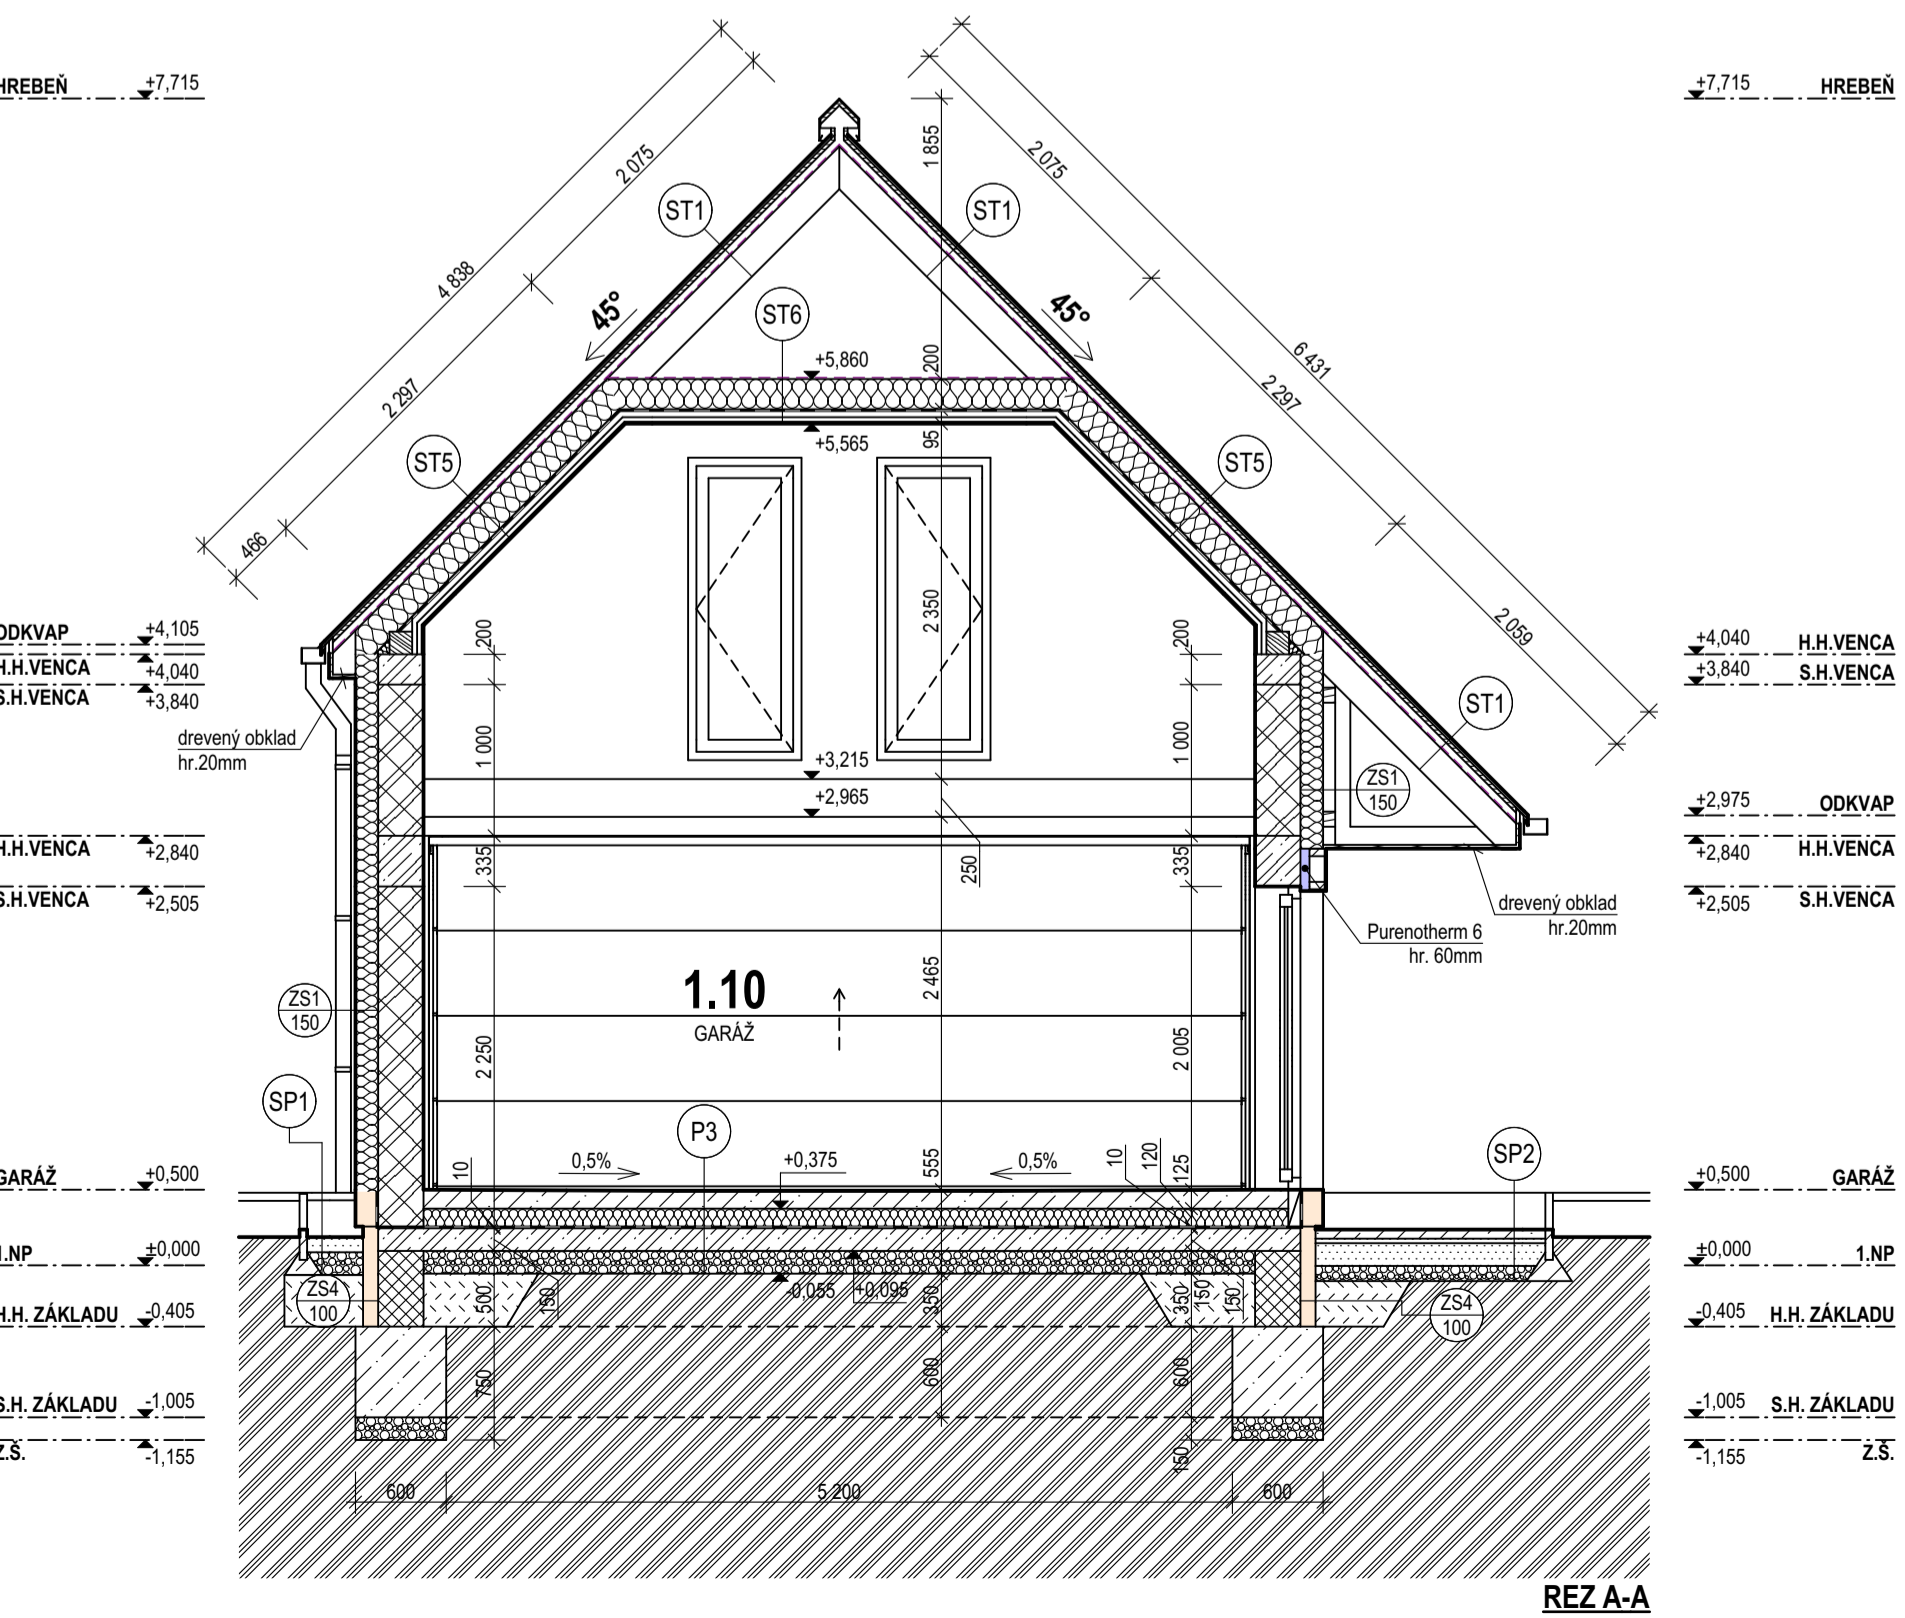 HREBEŇ +7,715
+7,715 HREBEŇ
1 855
2 075
2 075
ST1
ST1
4 838
45°
45°
ST6
6 431
+5,860
200
2 297
2 297
+5,565
95
ST5
ST5
466
2 350
2 059
ODKVAP +4,105
H.H.VENCA +4,040
S.H.VENCA +3,840
200
200
+4,040 H.H.VENCA
+3,840 S.H.VENCA
ST1
drevený obklad
hr.20mm
1 000
1 000
+3,215
+2,965
ZS1
150
+2,975 ODKVAP
H.H.VENCA +2,840
+2,840 H.H.VENCA
335
250
335
S.H.VENCA +2,505
+2,505 S.H.VENCA
drevený obklad
hr.20mm
Purenotherm 6
hr. 60mm
1.10
GARÁŽ
2 465
ZS1
150
2 250
2 005
SP1
P3
SP2
10
0,5%
+0,375
555
0,5%
10
120
125
GARÁŽ +0,500
+0,500 GARÁŽ
1.NP ±0,000
±0,000 1.NP
ZS4
100
500
150
-0,055
+0,095
350
350
150
150
ZS4
100
H.H. ZÁKLADU -0,405
-0,405 H.H. ZÁKLADU
750
600
600
S.H. ZÁKLADU -1,005
-1,005 S.H. ZÁKLADU
Z.Š. -1,155
-1,155 Z.Š.
150
600
5 200
600
REZ A-A